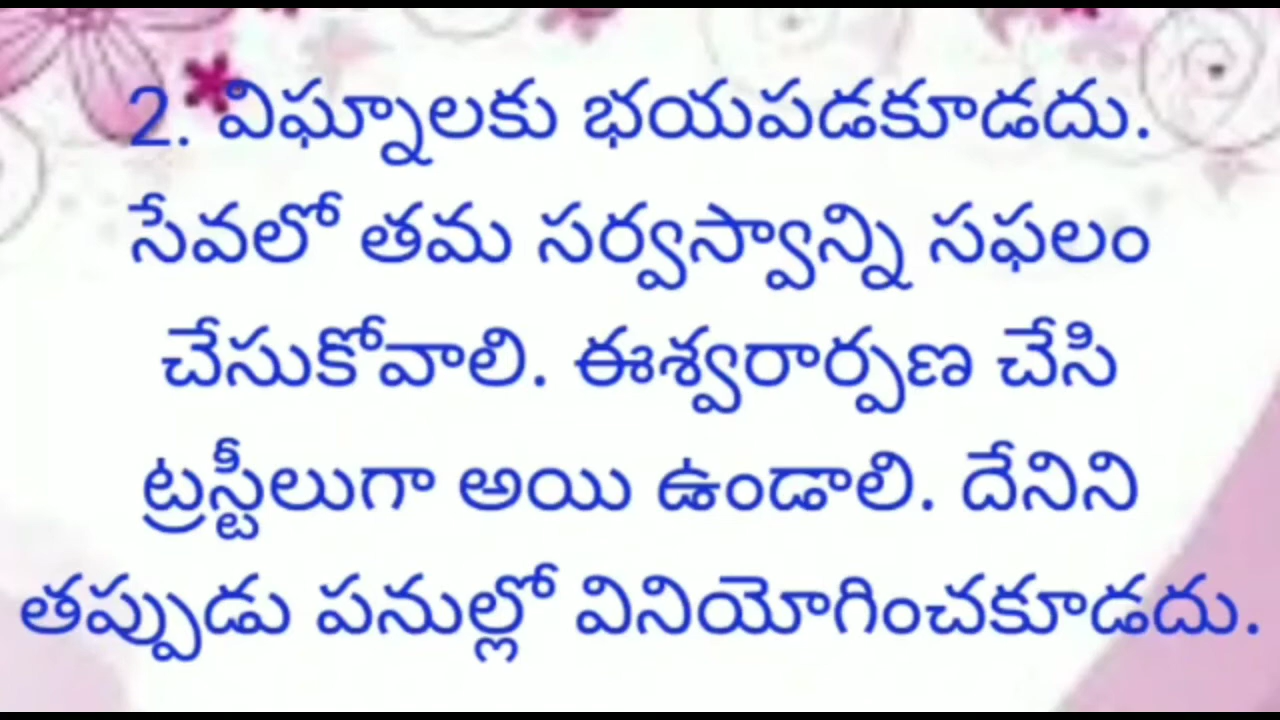 2. విఘ్నాలకు భయపడకూడదు.
సేవలో తమ సర్వస్వాన్ని సఫలం
చేసుకోవాలి. ఈశ్వరార్పణ చేసి
ట్రస్టీలుగా అయి ఉండాలి. దేనిని
తప్పుడు పనుల్లో వినియోగించకూడదు.